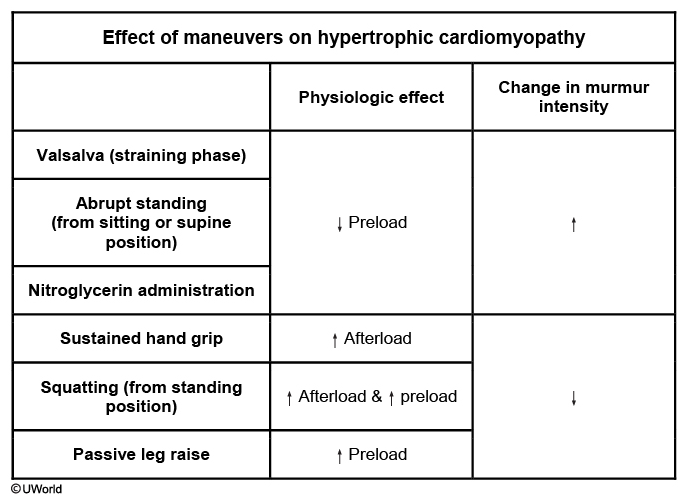 Effect of maneuvers on hypertrophic cardiomyopathy
Physiologic effect
Change in murmur
intensity
Valsalva (straining phase)
Abrupt standing
(from sitting or supine
position)
↓ Preload
↑
Nitroglycerin administration
Sustained hand grip
↑ Afterload
Squatting (from standing
position)
↑ Afterload & ↑ preload
↓
Passive leg raise
↑ Preload
©UWorld